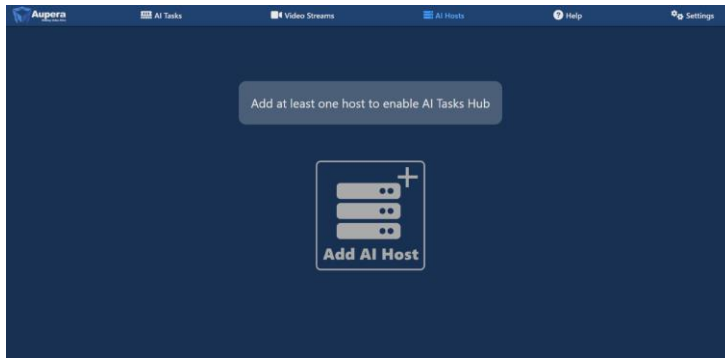 Aupera
AI Tasks
Video Streams
AI Hosts
Help
Settings
Add at least one host to enable AI Tasks Hub
Add AI Host